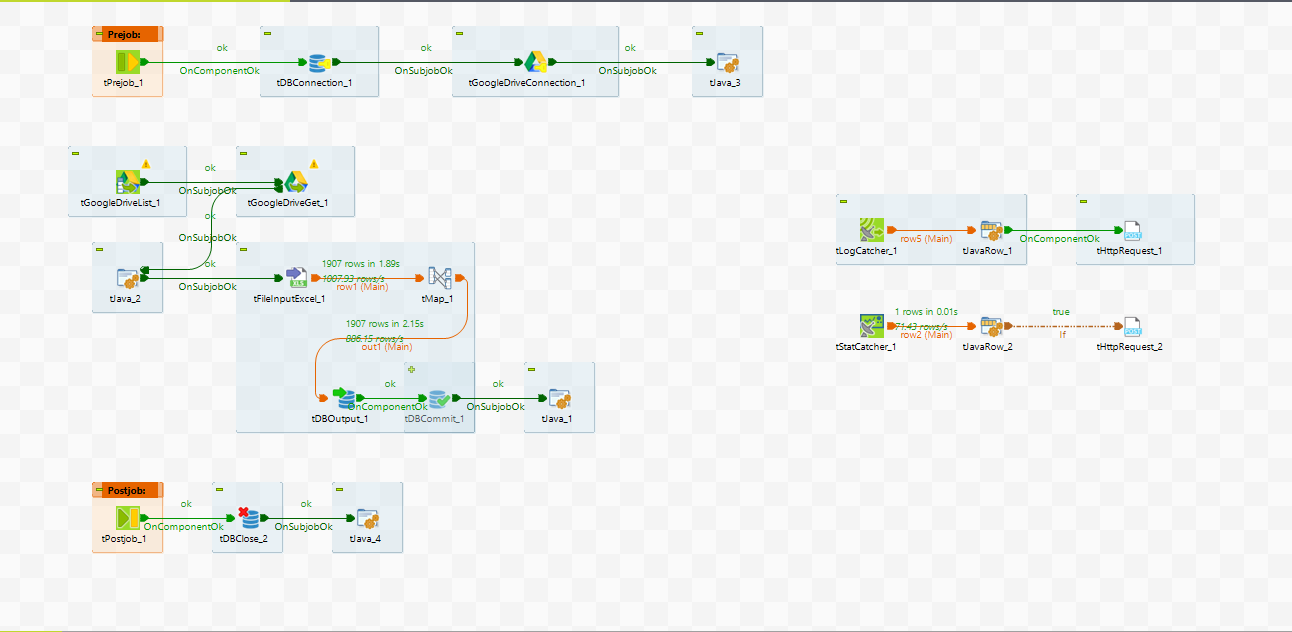 Prejob:
ok
ok
ok
OnComponentOk
OnSubjobOk
OnSubjobOk
tPrejob_1
tDBConnection_1
tGoogleDriveConnection_1
tJava_3
ok
OnSubjobOk
tGoogleDriveList_1
tGoogleDriveGet_1
ok
OnSubjobOk
ok
OnSubjobOk
tJava_2
1907 rows in 1.89s
1007.93 rows/s
row1 (Main)
tFileInputExcel_1
tMap_1
1907 rows in 2.15s
886.15 rows/s
out1 (Main)
ok
ok
OnComponentOk
OnSubjobOk
tDBOutput_1
tDBCommit_1
tJava_1
Postjob:
ok
ok
OnComponentOk
OnSubjobOk
tPostjob_1
tDBClose_2
tJava_4
row5 (Main)
OnComponentOk
tLogCatcher_1
tJavaRow_1
POST
tHttpRequest_1
1 rows in 0.01s
71.43 rows/s
row2 (Main)
true
If
tStatCatcher_1
tJavaRow_2
POST
tHttpRequest_2
XLS